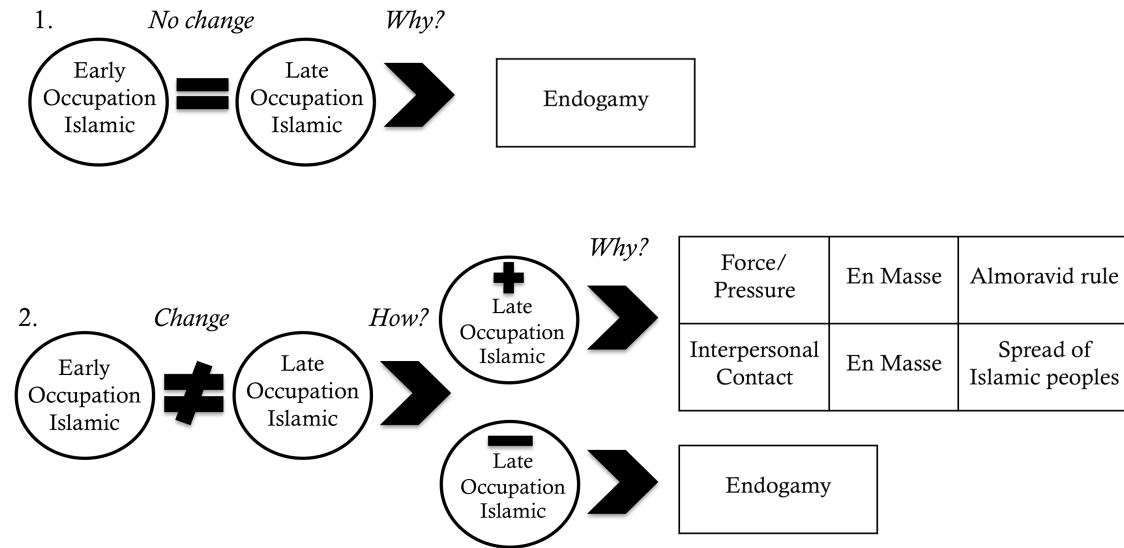 1.
No change
Why?
Early
Occupation
Islamic
Late
Occupation
Islamic
Endogamy
2.
Change
How?
Why?
Early
Occupation
Islamic
Late
Occupation
Islamic
Late
Occupation
Islamic
Force/
Pressure
En Masse
Almoravid rule
Interpersonal
Contact
En Masse
Spread of
Islamic peoples
Late
Occupation
Islamic
Endogamy